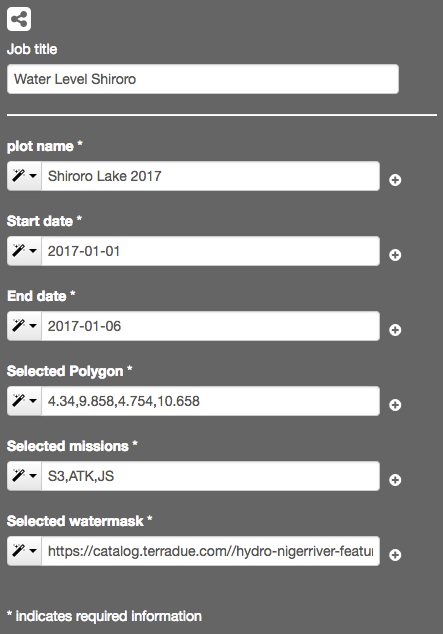 Job title
Water Level Shiroro
plot name *
Shiroro Lake 2017
Start date *
2017-01-01
End date *
2017-01-06
Selected Polygon *
4.34,9.858,4.754,10.658
Selected missions *
S3,ATK,JS
Selected watermask *
https://catalog.terradue.com//hydro-nigerriver-featur
* indicates required information